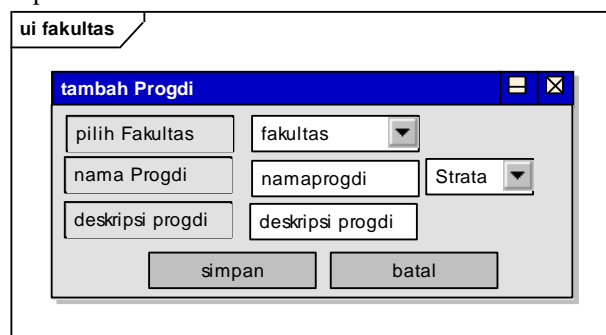 ui fakultas
tambah Progdi
pilih Fakultas fakultas
nama Progdi namaprogdi Strata
deskripsi progdi deskripsi progdi
simpan batal